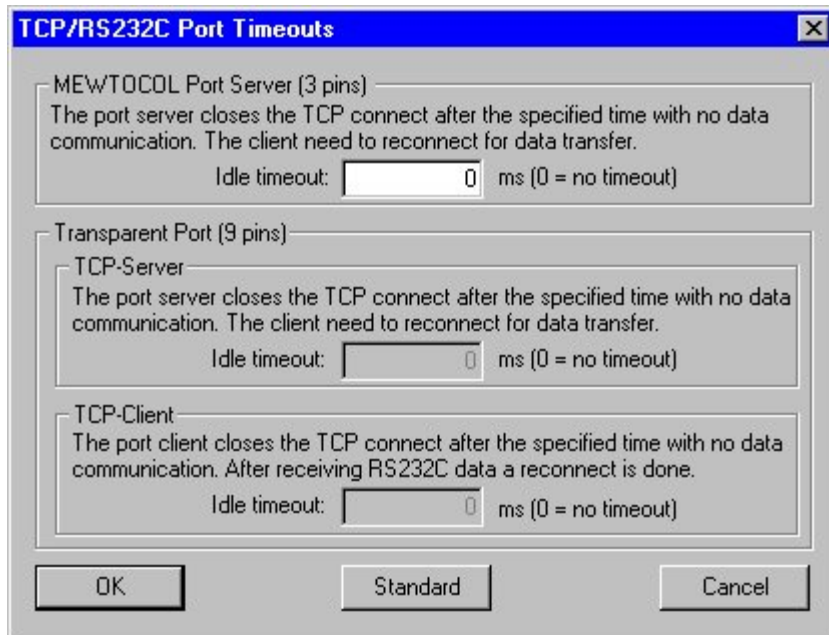 TCP/RS232C Port Timeouts
MEWTOCOL Port Server (3 pins)
The port server closes the TCP connect after the specified time with no data
communication. The client need to reconnect for data transfer.
Idle timeout: 0 ms (0 = no timeout)
Transparent Port (9 pins)
TCP-Server
The port server closes the TCP connect after the specified time with no data
communication. The client need to reconnect for data transfer.
Idle timeout: 0 ms (0 = no timeout)
TCP-Client
The port client closes the TCP connect after the specified time with no data
communication. After receiving RS232C data a reconnect is done.
Idle timeout: 0 ms (0 = no timeout)
OK Standard Cancel